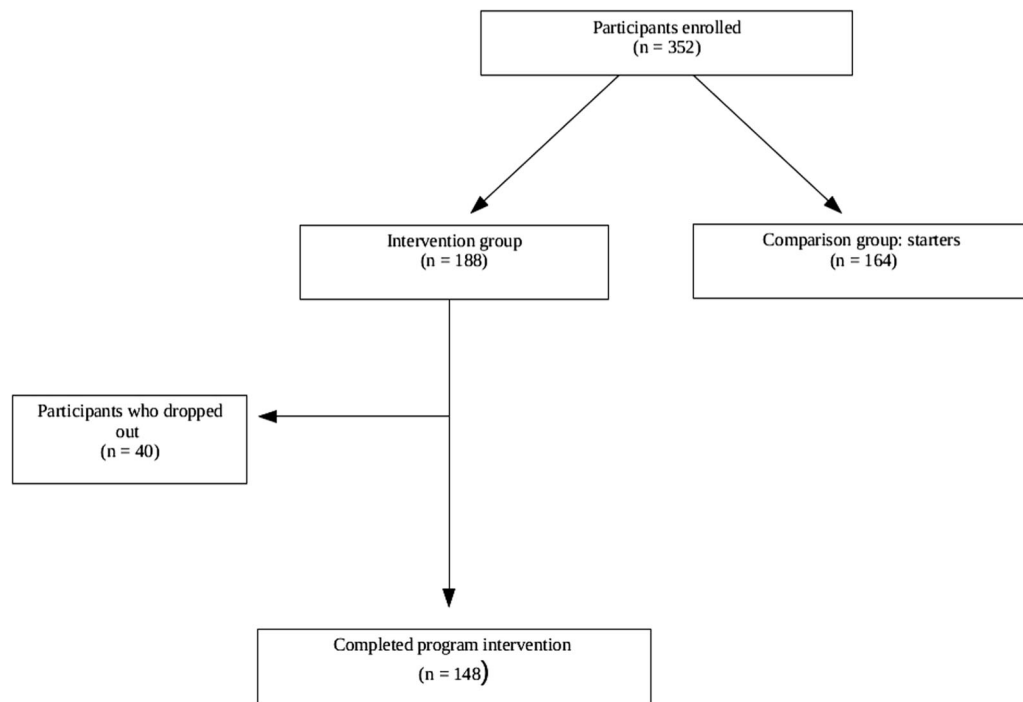 Participants enrolled
(n = 352)
Intervention group
(n = 188)
Comparison group: starters
(n = 164)
Participants who dropped
out
(n = 40)
Completed program intervention
(n = 148)